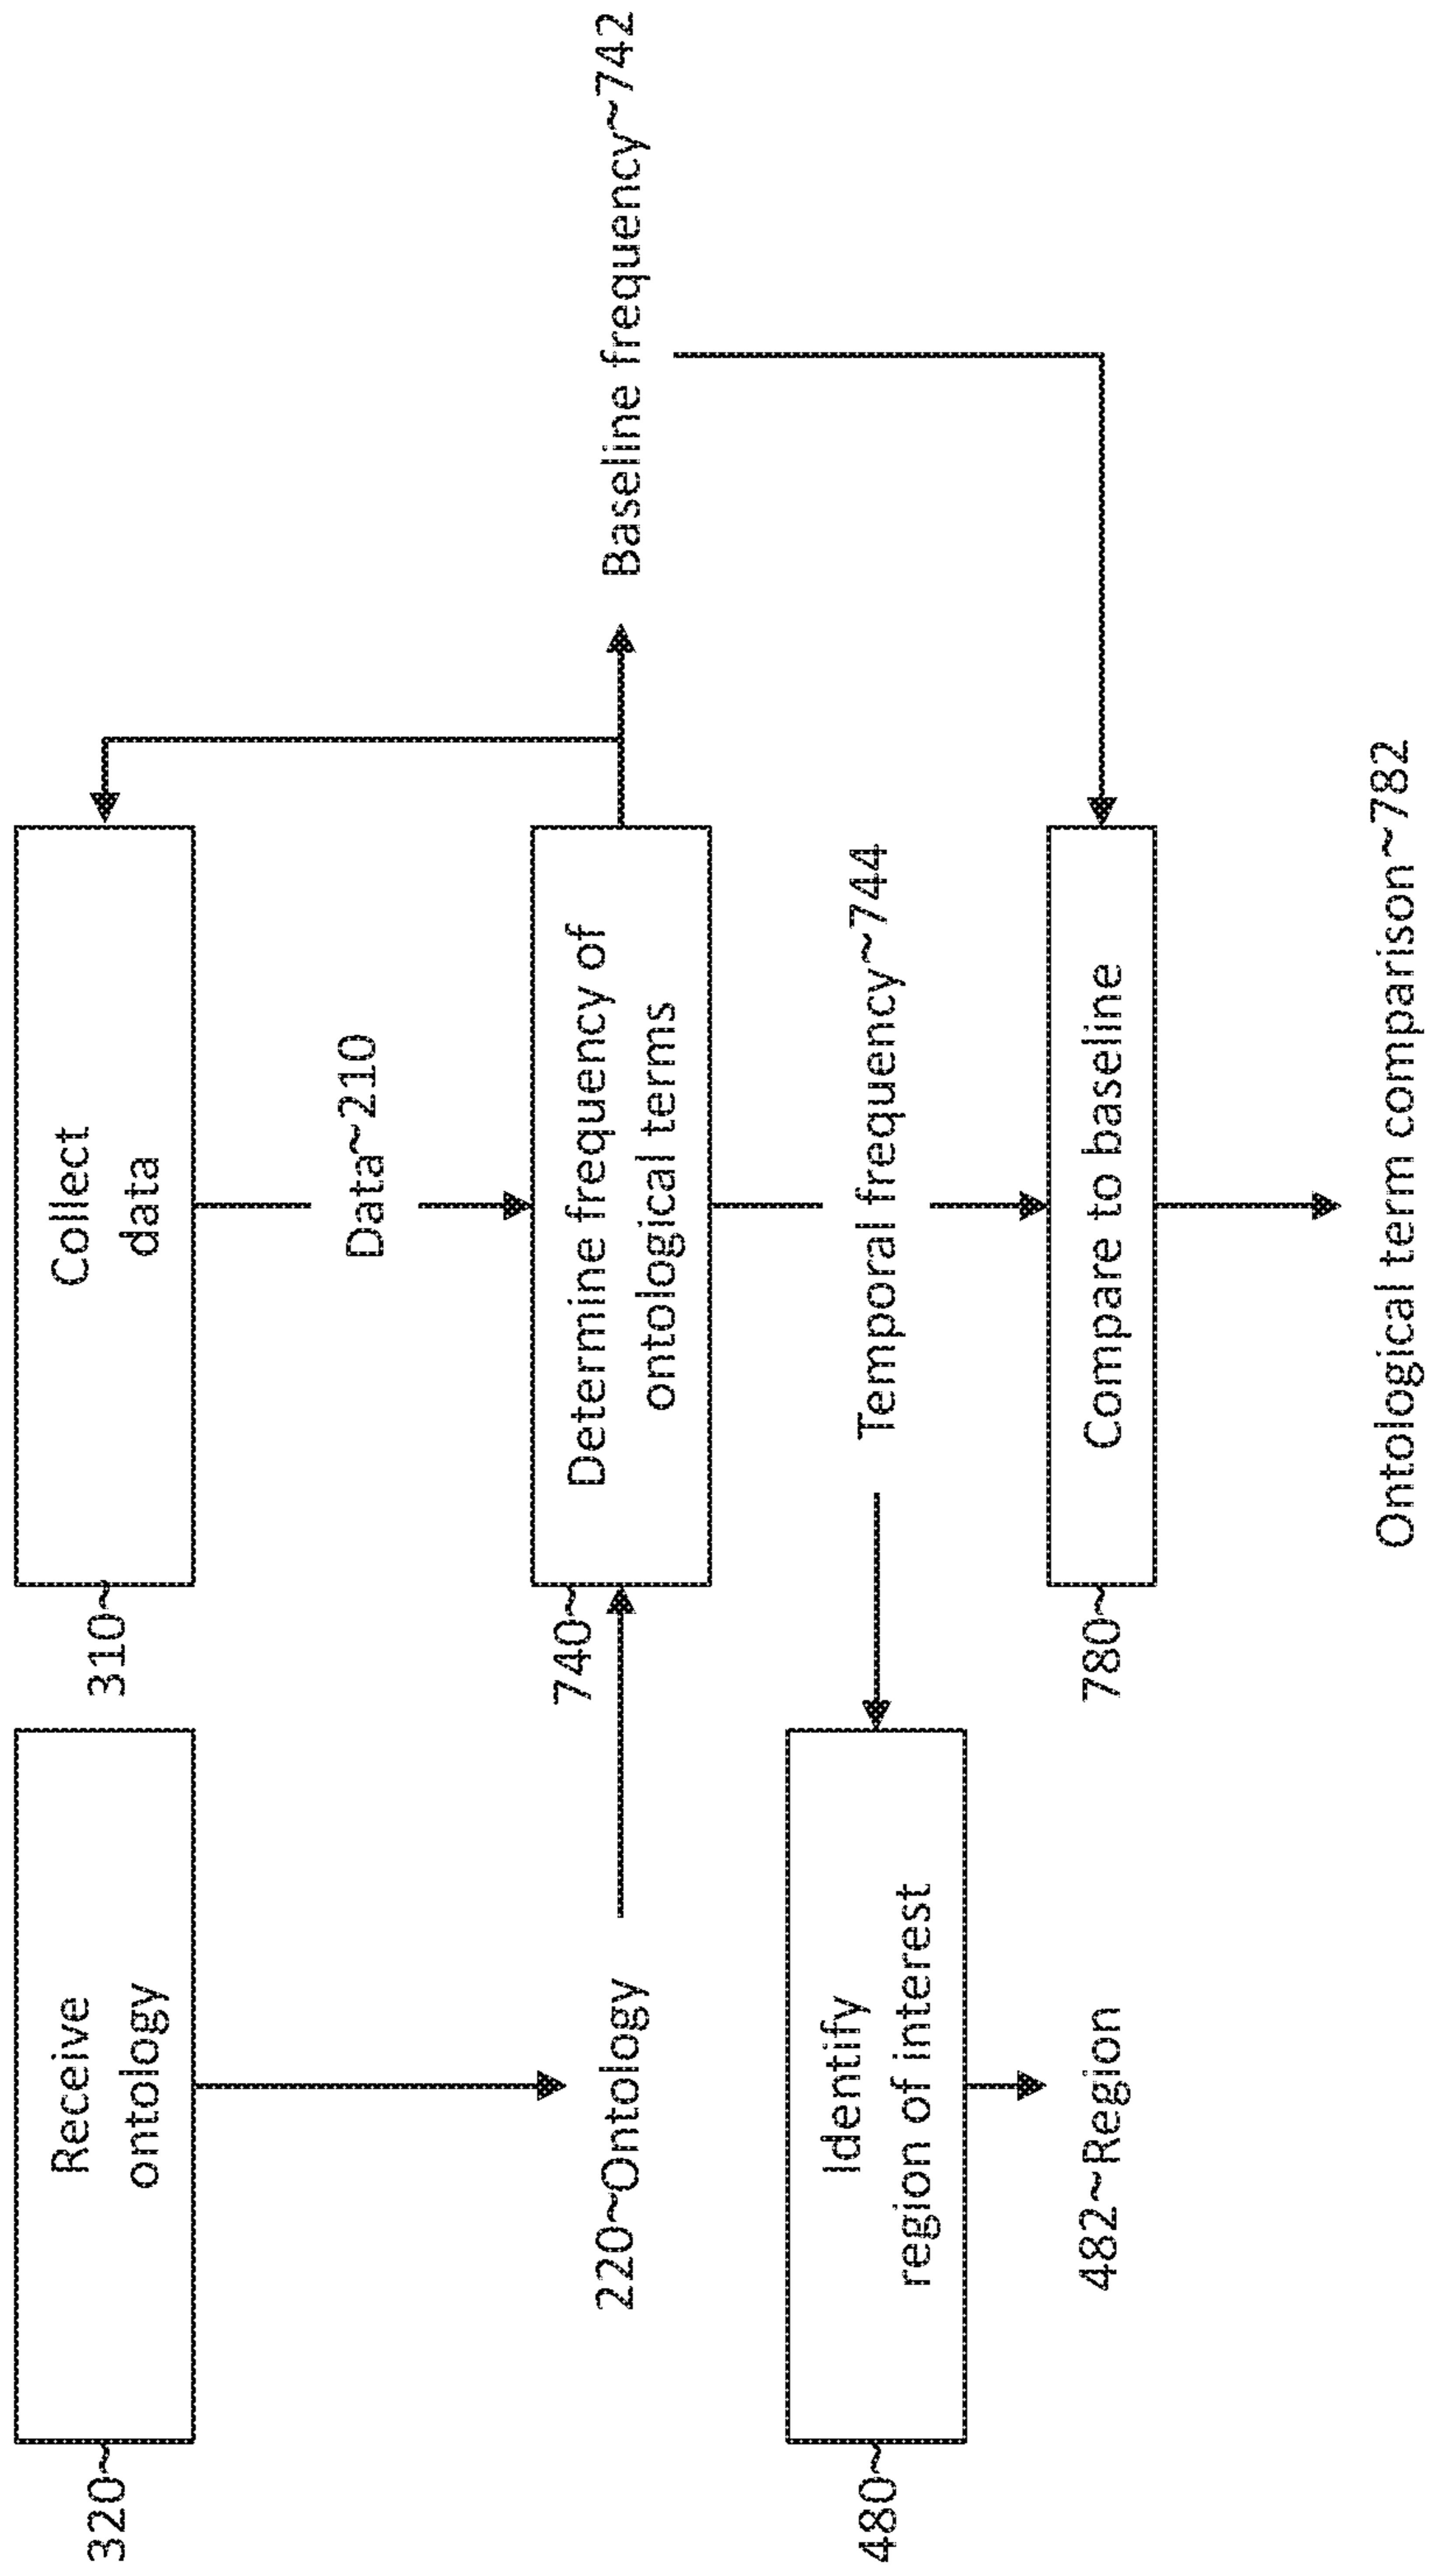 320~
Receive
ontology
310~
Collect
data
Data~210
220~Ontology
740~
Determine frequency of
ontological terms
Baseline frequency~742
480~
Identify
region of interest
Temporal frequency~744
482~Region
780~
Compare to baseline
Ontological term comparison~782